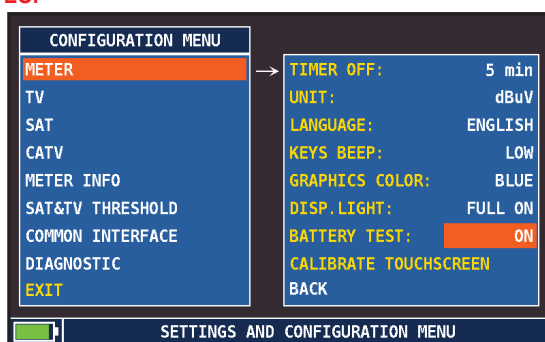 CONFIGURATION MENU
METER → TIMER OFF: 5 min
TV UNIT: dBuV
SAT LANGUAGE: ENGLISH
CATV KEYS BEEP: LOW
METER INFO GRAPHICS COLOR: BLUE
SAT&TV THRESHOLD DISP.LIGHT: FULL ON
COMMON INTERFACE BATTERY TEST: ON
DIAGNOSTIC CALIBRATE TOUCHSCREEN
EXIT BACK
SETTINGS AND CONFIGURATION MENU